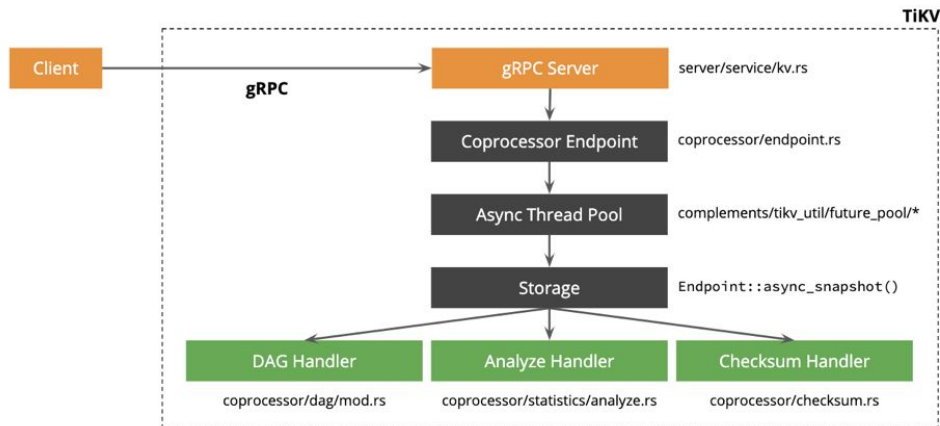 TiKV
Client
gRPC
gRPC Server
server/service/kv.rs
Coprocessor Endpoint
coprocessor/endpoint.rs
Async Thread Pool
complements/tikv_util/future_pool/*
Storage
Endpoint::async_snapshot()
DAG Handler
Analyze Handler
Checksum Handler
coprocessor/dag/mod.rs
coprocessor/statistics/analyze.rs
coprocessor/checksum.rs